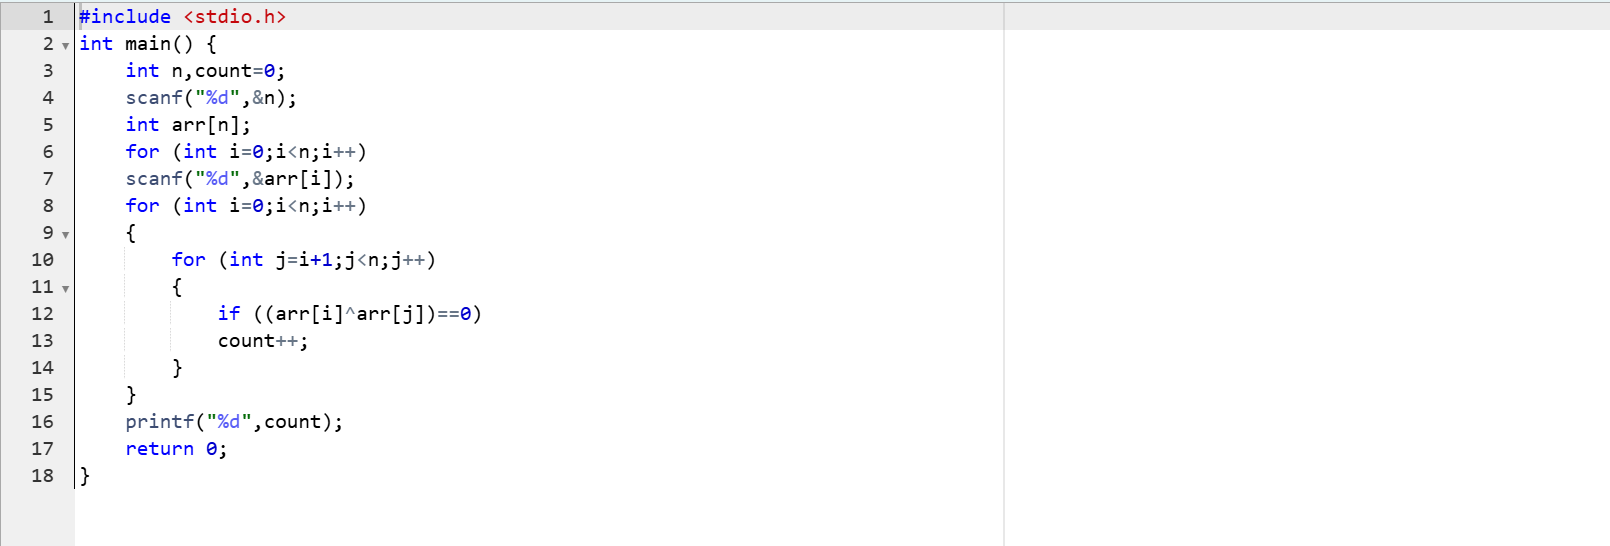 1 #include <stdio.h>
2 int main() {
3     int n,count=0;
4     scanf("%d",&n);
5     int arr[n];
6     for (int i=0;i<n;i++)
7     scanf("%d",&arr[i]);
8     for (int i=0;i<n;i++)
9     {
10         for (int j=i+1;j<n;j++)
11         {
12             if ((arr[i]^arr[j])==0)
13             count++;
14         }
15     }
16     printf("%d",count);
17     return 0;
18 }